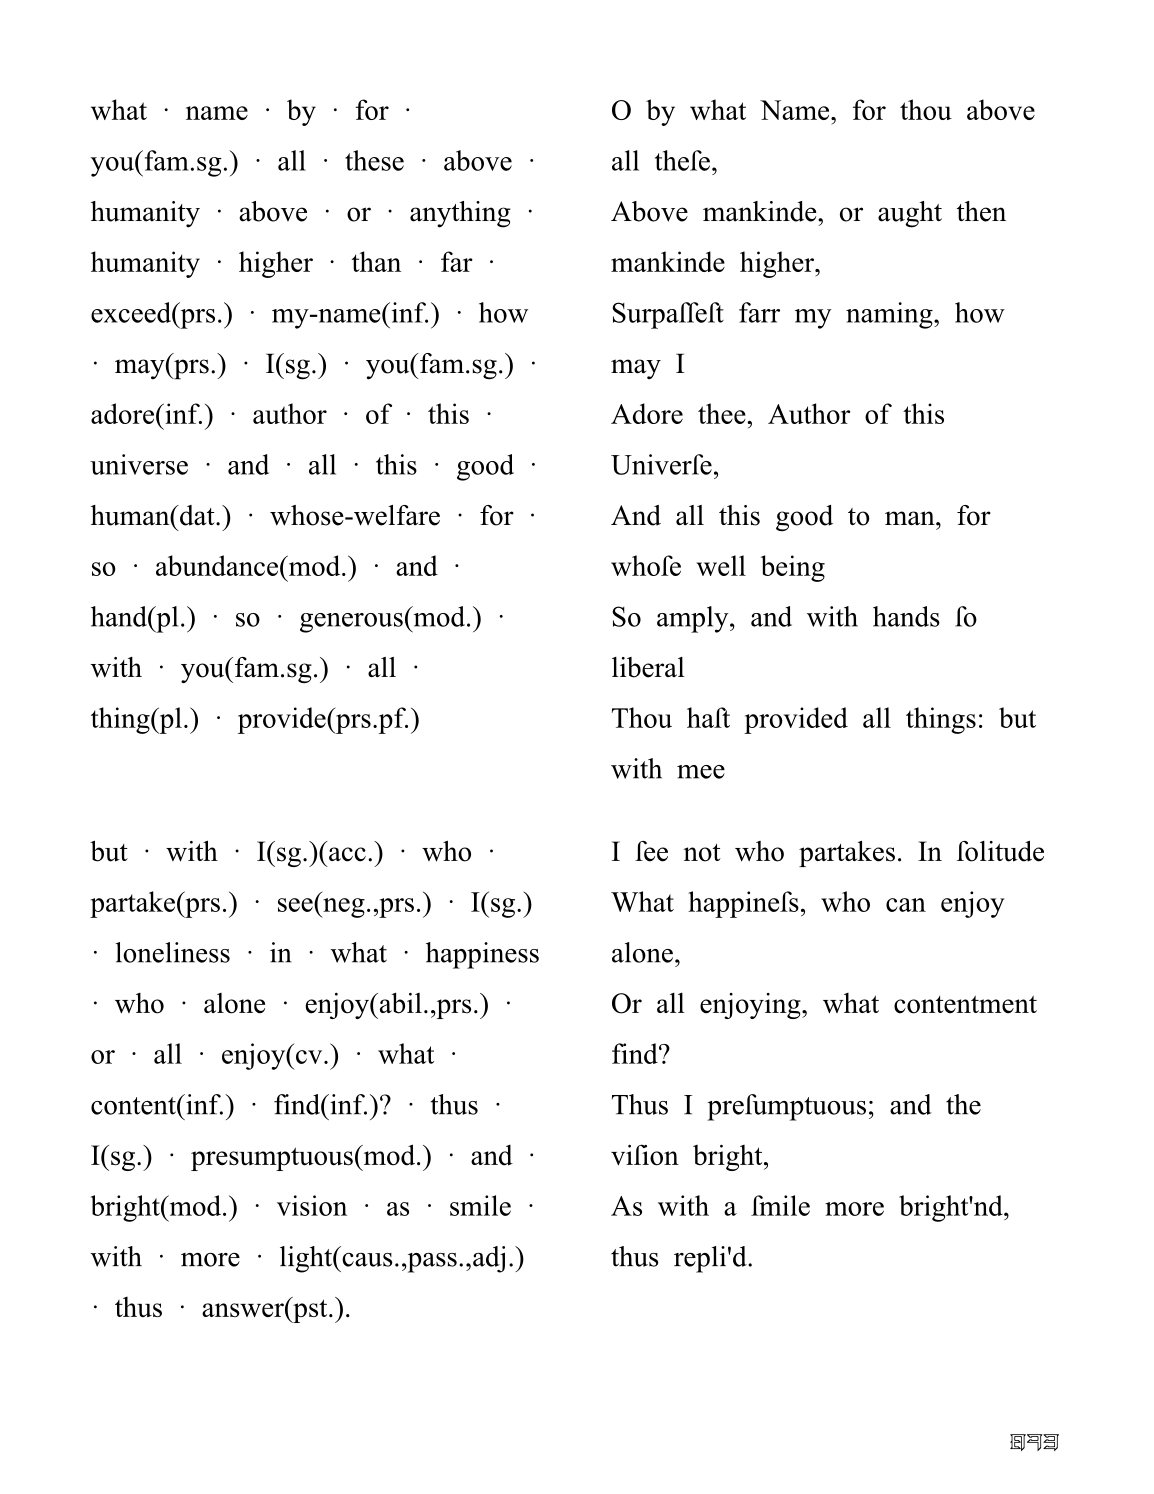 what · name · by · for ·
you(fam.sg.) · all · these · above ·
humanity · above · or · anything ·
humanity · higher · than · far ·
exceed(prs.) · my-name(inf.) · how
· may(prs.) · I(sg.) · you(fam.sg.) ·
adore(inf.) · author · of · this ·
universe · and · all · this · good ·
human(dat.) · whose-welfare · for ·
so · abundance(mod.) · and ·
hand(pl.) · so · generous(mod.) ·
with · you(fam.sg.) · all ·
thing(pl.) · provide(prs.pf.)
O by what Name, for thou above
all theſe,
Above mankinde, or aught then
mankinde higher,
Surpaſſeſt farr my naming, how
may I
Adore thee, Author of this
Univerſe,
And all this good to man, for
whoſe well being
So amply, and with hands ſo
liberal
Thou haſt provided all things: but
with mee
but · with · I(sg.)(acc.) · who ·
partake(prs.) · see(neg.,prs.) · I(sg.)
· loneliness · in · what · happiness
· who · alone · enjoy(abil.,prs.) ·
or · all · enjoy(cv.) · what ·
content(inf.) · find(inf.)? · thus ·
I(sg.) · presumptuous(mod.) · and ·
bright(mod.) · vision · as · smile ·
with · more · light(caus.,pass.,adj.)
· thus · answer(pst.).
I ſee not who partakes. In ſolitude
What happineſs, who can enjoy
alone,
Or all enjoying, what contentment
find?
Thus I preſumptuous; and the
viſion bright,
As with a ſmile more bright'nd,
thus repli'd.